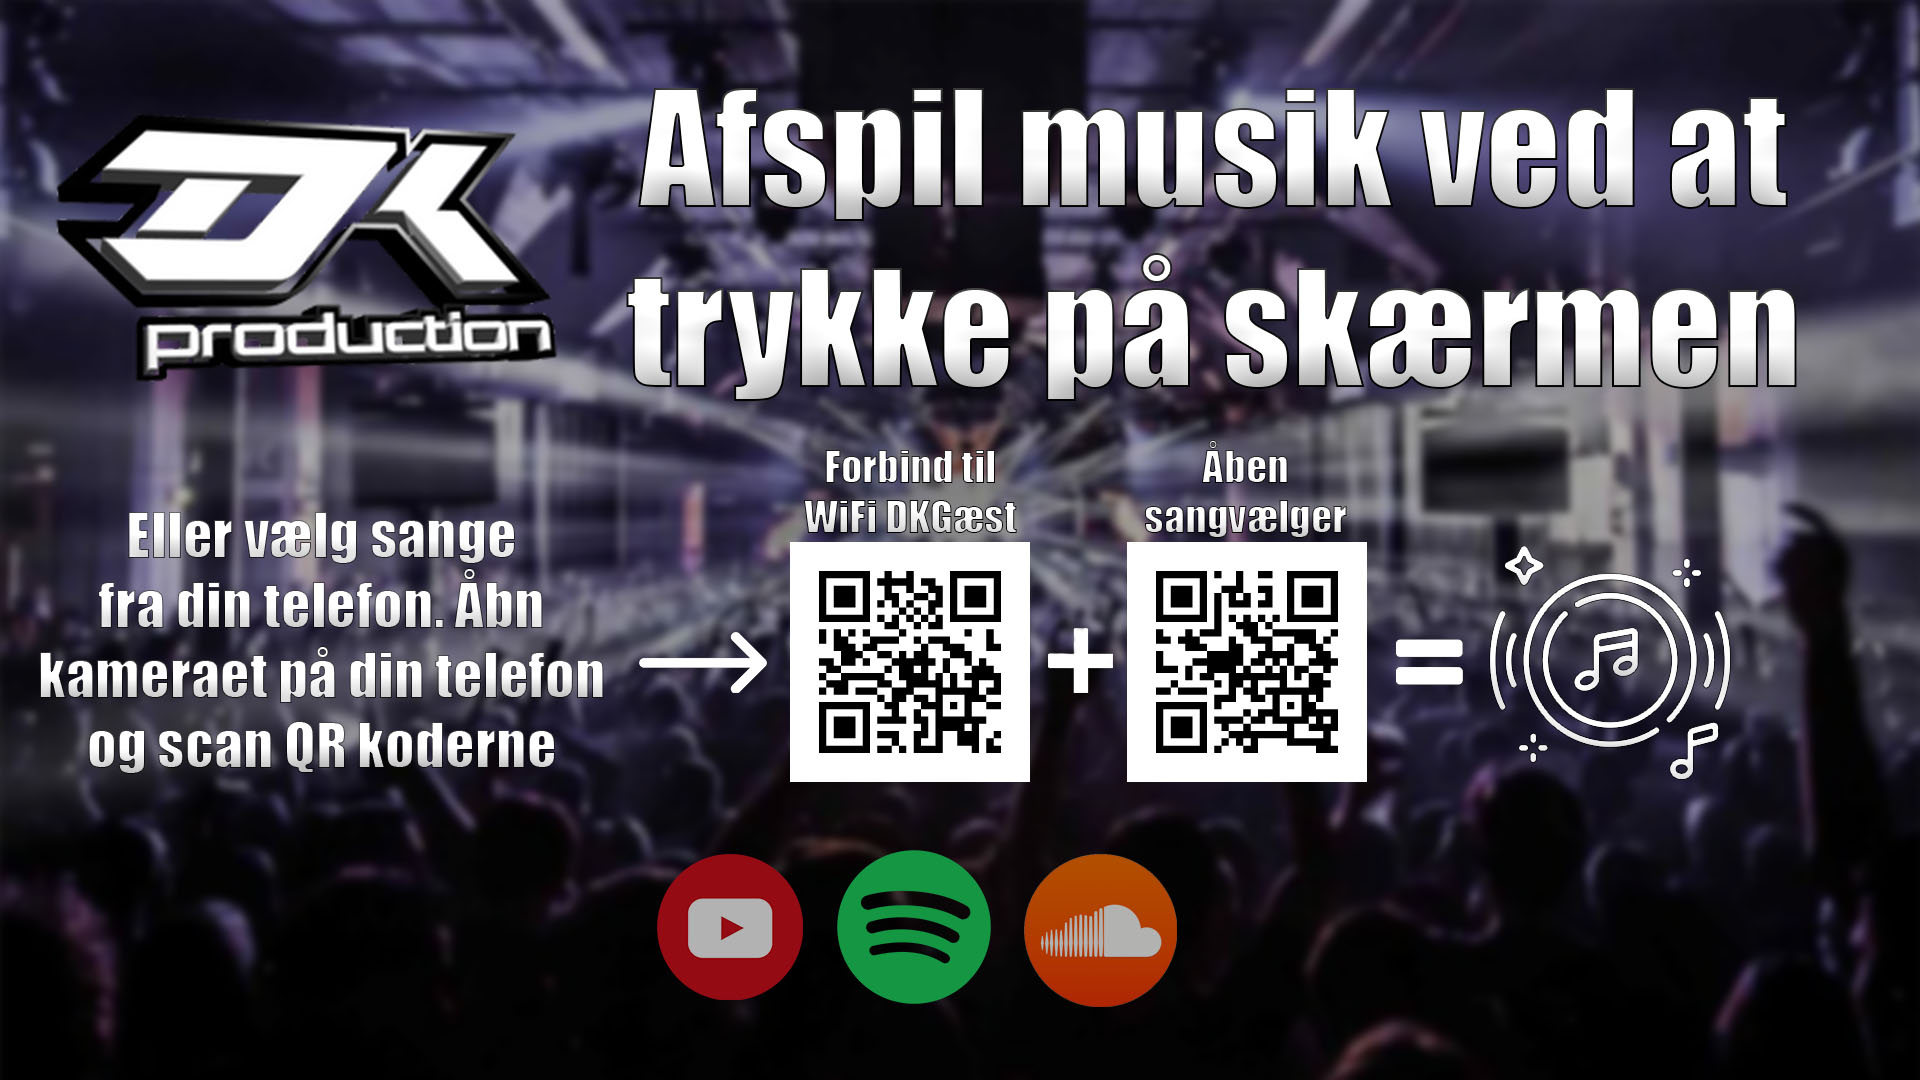 DK
production
Afspil musik ved at
trykke på skærmen
Eller vælg sange
fra din telefon. Åbn
kameraet på din telefon
og scan QR koderne
Forbind til
WiFi DKGæst
Åben
sangvælger